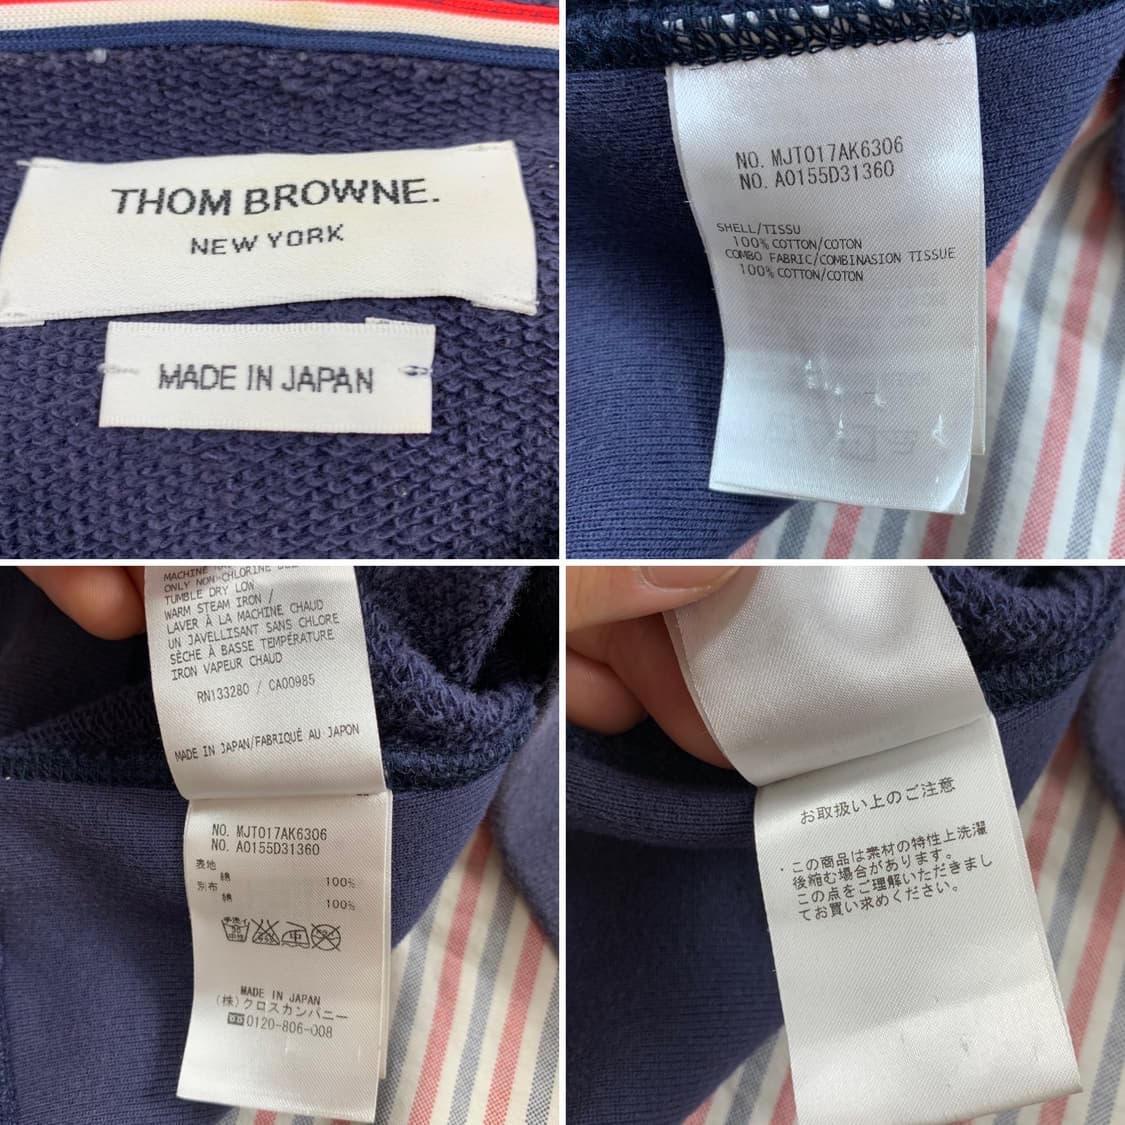 THOM BROWNE.
NEW YORK
MADE IN JAPAN
NO. MJT017AK6306
NO. A0155D31360
SHELL/TISSU
100% COTTON/COTON
COMBO FABRIC/COMBINASION TISSUE
100% COTTON/COTON
MACHINE
ONLY NON-CHLORINE
TUMBLE DRY LOW
WARM STEAM IRON /
LAVER À LA MACHINE CHAUD
UN JAVELLISANT SANS CHLORE
SÈCHE À BASSE TEMPÉRATURE
IRON VAPEUR CHAUD
RN133280 / CA00985
MADE IN JAPAN/FABRIQUÉ AU JAPON
NO. MJT017AK6306
NO. A0155D31360
表地
綿 100%
別布
綿 100%
MADE IN JAPAN
(株)クロスカンパニー
0120-806-008
お取扱い上のご注意
・この商品は素材の特性上洗濯
後縮む場合があります。
この点をご理解いただきまし
てお買い求めください。